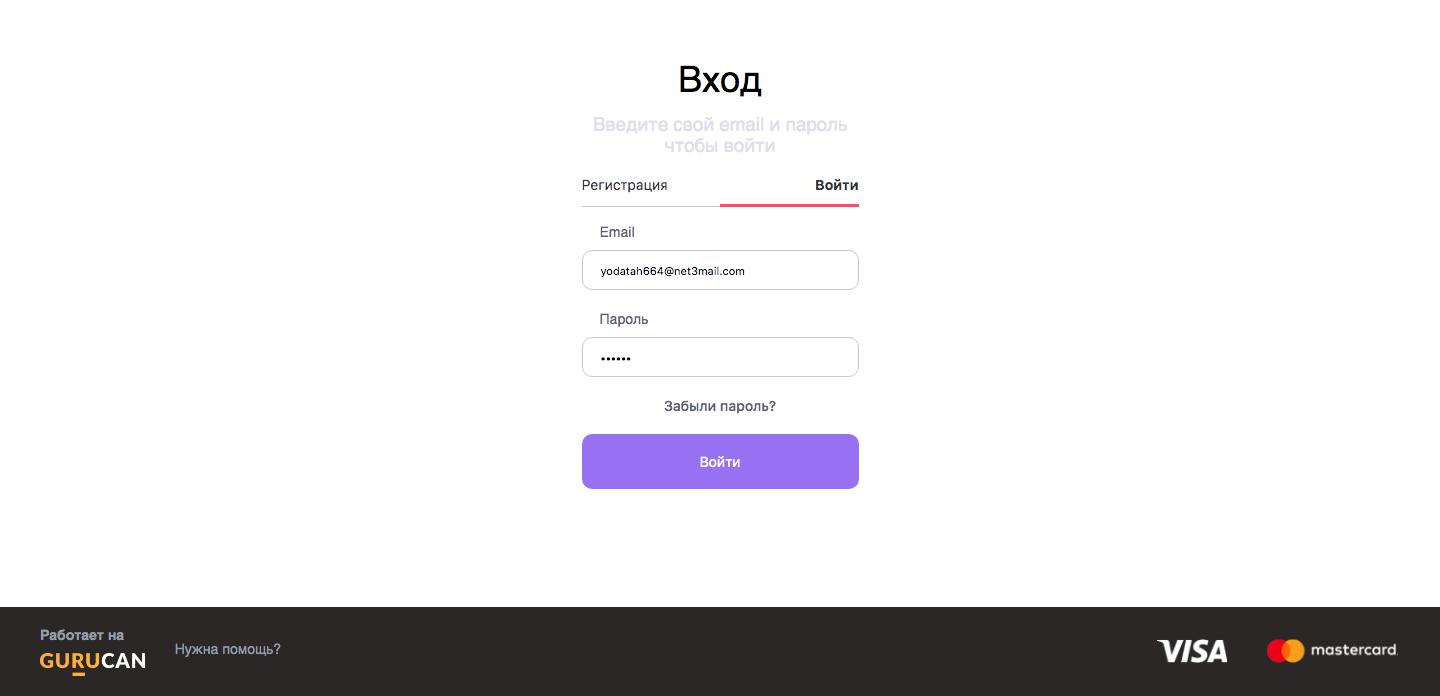 Вход
Введите свой email и пароль
чтобы войти
Регистрация
Войти
Email
yodatah664@net3mail.com
Пароль
••••••
Забыли пароль?
Войти
Работает на
GURUCAN
Нужна помощь?
VISA
mastercard